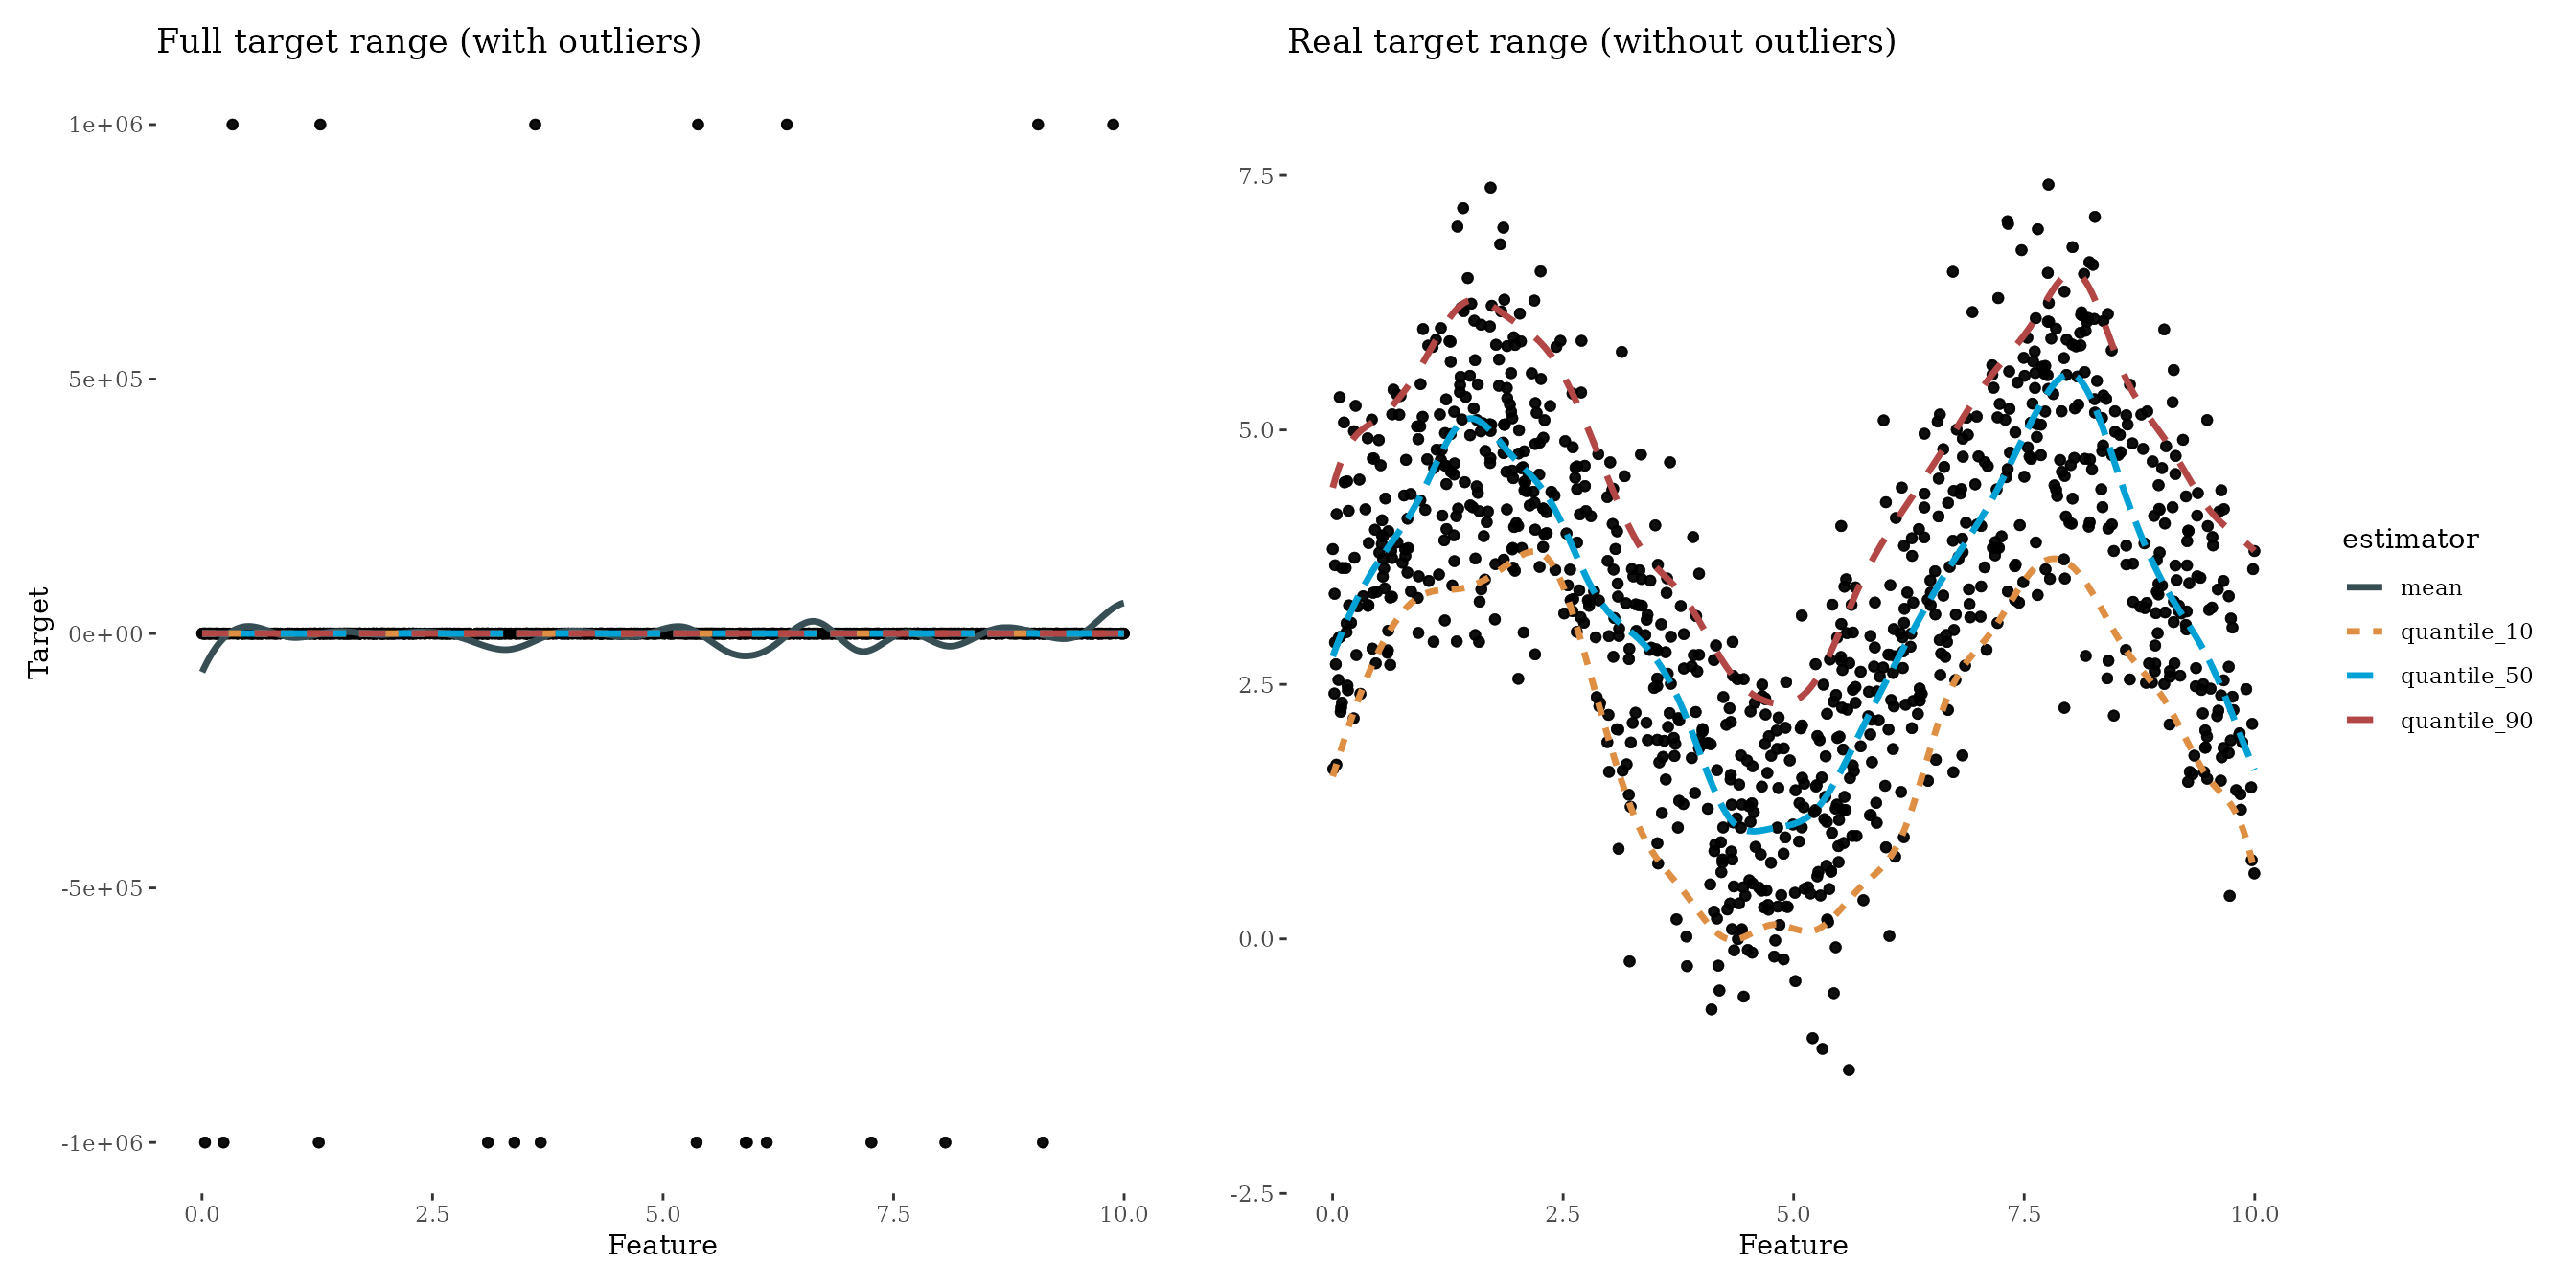 Full target range (with outliers)
Real target range (without outliers)
1e+06
5e+05
0e+00
-5e+05
-1e+06
Target
0.0
2.5
5.0
7.5
10.0
Feature
7.5
5.0
2.5
0.0
-2.5
0.0
2.5
5.0
7.5
10.0
Feature
estimator
mean
quantile_10
quantile_50
quantile_90